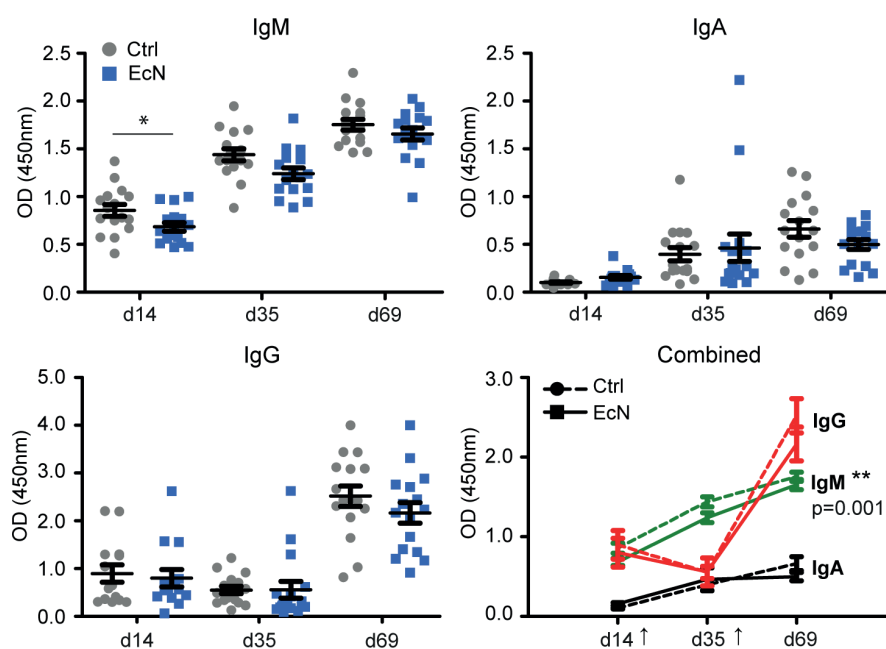 IgM
Ctrl
EcN
*
OD (450nm)
2.5
2.0
1.5
1.0
0.5
0.0
d14
d35
d69
IgA
OD (450nm)
2.5
2.0
1.5
1.0
0.5
0.0
d14
d35
d69
IgG
OD (450nm)
5.0
4.0
3.0
2.0
1.0
0.0
d14
d35
d69
Combined
Ctrl
EcN
OD (450nm)
3.0
2.0
1.0
0.0
IgG
IgM **
p=0.001
IgA
d14 ↑ d35 ↑ d69